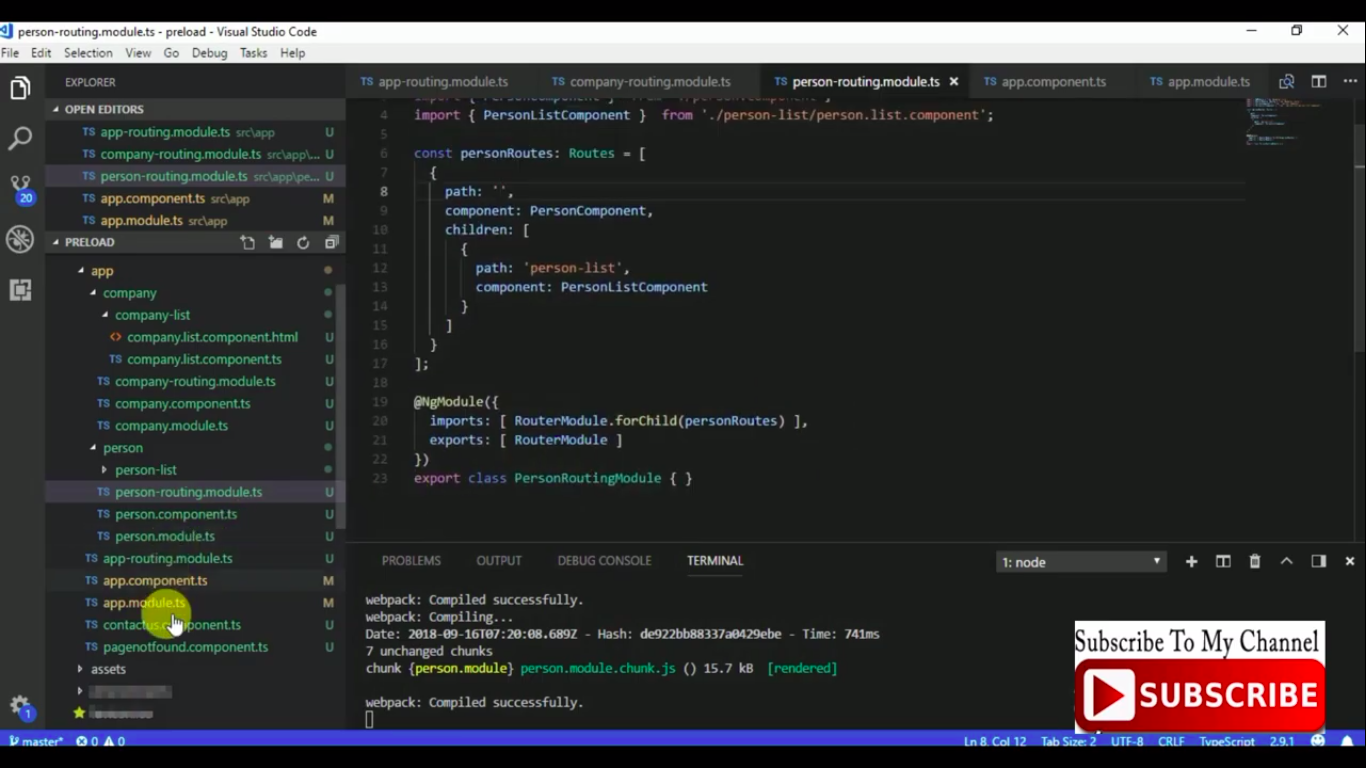 person-routing.module.ts - preload - Visual Studio Code
File Edit Selection View Go Debug Tasks Help
EXPLORER
TS app-routing.module.ts TS company-routing.module.ts TS person-routing.module.ts × TS app.component.ts TS app.module.ts ...
OPEN EDITORS
TS app-routing.module.ts src\app U
TS company-routing.module.ts src\app\... U
TS person-routing.module.ts src\app\pe... U
TS app.component.ts src\app M
TS app.module.ts src\app M
20
PRELOAD
app
company
company-list
<> company.list.component.html U
TS company.list.component.ts U
TS company-routing.module.ts U
TS company.component.ts U
TS company.module.ts U
person
person-list
TS person-routing.module.ts U
TS person.component.ts U
TS person.module.ts U
TS app-routing.module.ts U
TS app.component.ts M
TS app.module.ts M
TS contactus.component.ts U
TS pagenotfound.component.ts U
assets
1
4 import { PersonListComponent } from './person-list/person.list.component';
5
6 const personRoutes: Routes = [
7 {
8 path: '',
9 component: PersonComponent,
10 children: [
11 {
12 path: 'person-list',
13 component: PersonListComponent
14 }
15 ]
16 }
17 ];
18
19 @NgModule({
20 imports: [ RouterModule.forChild(personRoutes) ],
21 exports: [ RouterModule ]
22 })
23 export class PersonRoutingModule { }
PROBLEMS OUTPUT DEBUG CONSOLE TERMINAL 1: node
webpack: Compiled successfully.
webpack: Compiling...
Date: 2018-09-16T07:20:08.689Z - Hash: de922bb88337a0429ebe - Time: 741ms
7 unchanged chunks
chunk {person.module} person.module.chunk.js () 15.7 kB [rendered]
webpack: Compiled successfully.
Subscribe To My Channel
SUBSCRIBE
master* 0 0 Ln 8, Col 12 Tab Size: 2 UTF-8 CRLF TypeScript 2.9.1